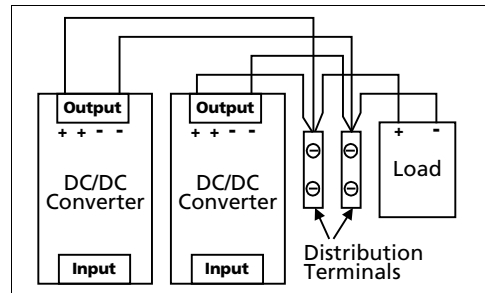 Output
+ + - -
DC/DC
Converter
Input
Output
+ + - -
DC/DC
Converter
Input
+ -
Load
Distribution
Terminals